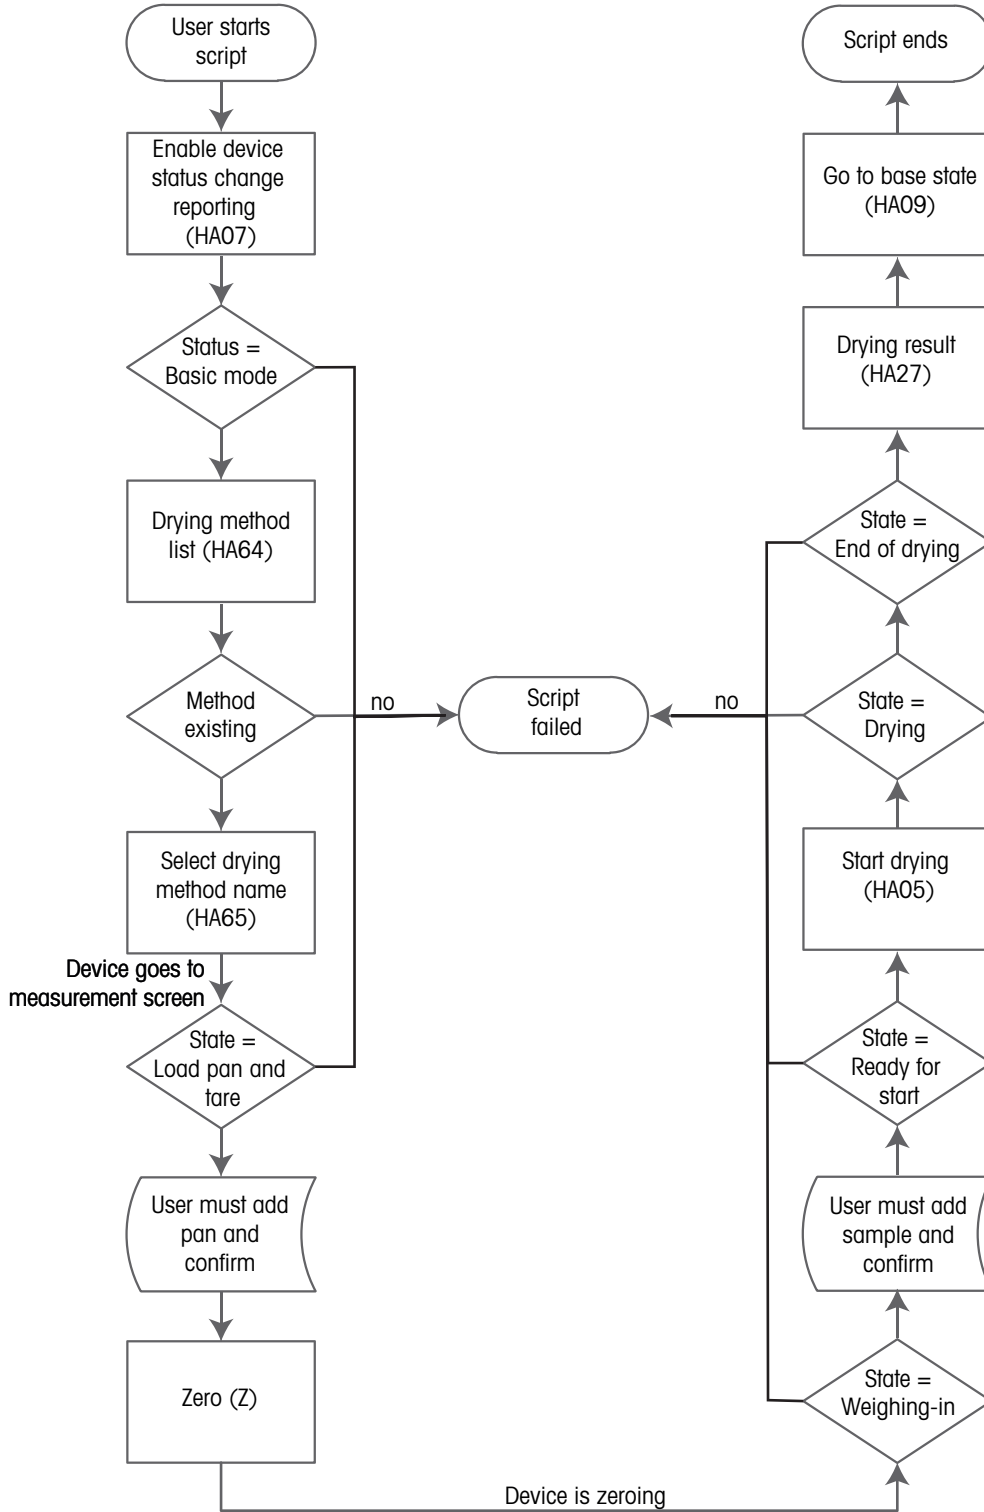 User starts
script
Enable device
status change
reporting
(HA07)
Status =
Basic mode
Drying method
list (HA64)
Method
existing
no
Select drying
method name
(HA65)
Device goes to
measurement screen
State =
Load pan and
tare
User must add
pan and
confirm
Zero (Z)
Device is zeroing
Script
failed
Script ends
Go to base state
(HA09)
Drying result
(HA27)
State =
End of drying
no
State =
Drying
Start drying
(HA05)
State =
Ready for
start
User must add
sample and
confirm
State =
Weighing-in